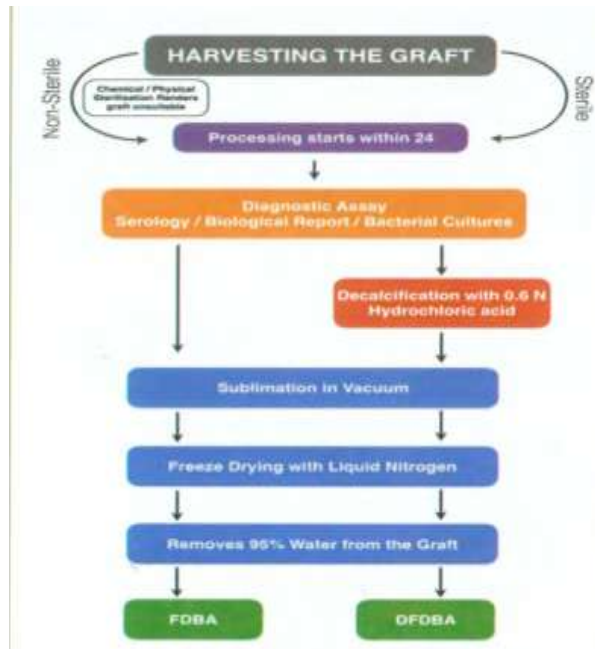 HARVESTING THE GRAFT
Non-Sterile
Chemical / Physical
Sterilisation Renders
graft unsuitable
Sterile
Processing starts within 24
Diagnostic Assay
Serology / Biological Report / Bacterial Cultures
Decalcification with 0.6 N
Hydrochloric acid
Sublimation in Vacuum
Freeze Drying with Liquid Nitrogen
Removes 95% Water from the Graft
FDBA
DFDBA